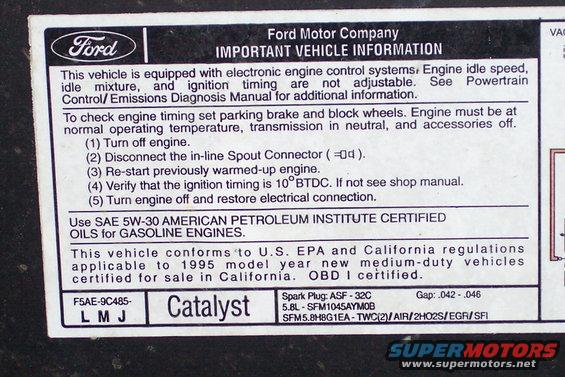 Ford
Ford Motor Company
IMPORTANT VEHICLE INFORMATION
This vehicle is equipped with electronic engine control systems. Engine idle speed,
idle mixture, and ignition timing are not adjustable. See Powertrain
Control/Emissions Diagnosis Manual for additional information.
To check engine timing set parking brake and block wheels. Engine must be at
normal operating temperature, transmission in neutral, and accessories off.
(1) Turn off engine.
(2) Disconnect the in-line Spout Connector ( ).
(3) Re-start previously warmed-up engine.
(4) Verify that the ignition timing is 10° BTDC. If not see shop manual.
(5) Turn engine off and restore electrical connection.
Use SAE 5W-30 AMERICAN PETROLEUM INSTITUTE CERTIFIED
OILS for GASOLINE ENGINES.
This vehicle conforms to U.S. EPA and California regulations
applicable to 1995 model year new medium-duty vehicles
certified for sale in California. OBD I certified.
F5AE-9C485-
L M J
Catalyst
Spark Plug: ASF - 32C Gap: .042 - .046
5.8L - SFM1045AYM0B
SFM5.8H8G1EA - TWC(2)/AIR/2HO2S/EGR/SFI
VA
SUPERMOTORS
www.supermotors.net